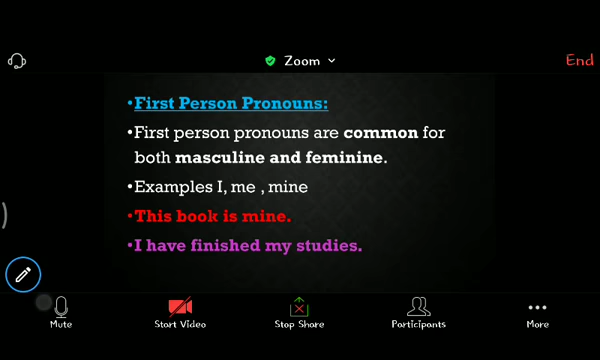 Zoom
End
•First Person Pronouns:
•First person pronouns are common for
both masculine and feminine.
•Examples I, me , mine
•This book is mine.
•I have finished my studies.
Mute
Start Video
Stop Share
Participants
More